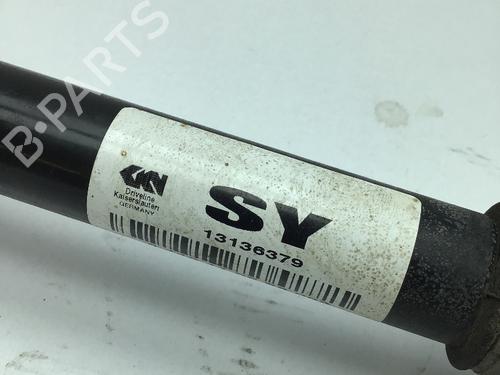 B-PARTS
GKN
Driveline
Kaiserslautern
GERMANY
SY
13136379